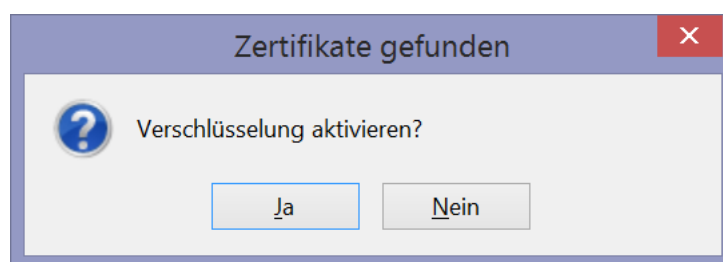 Zertifikate gefunden
Verschlüsselung aktivieren?
Ja
Nein